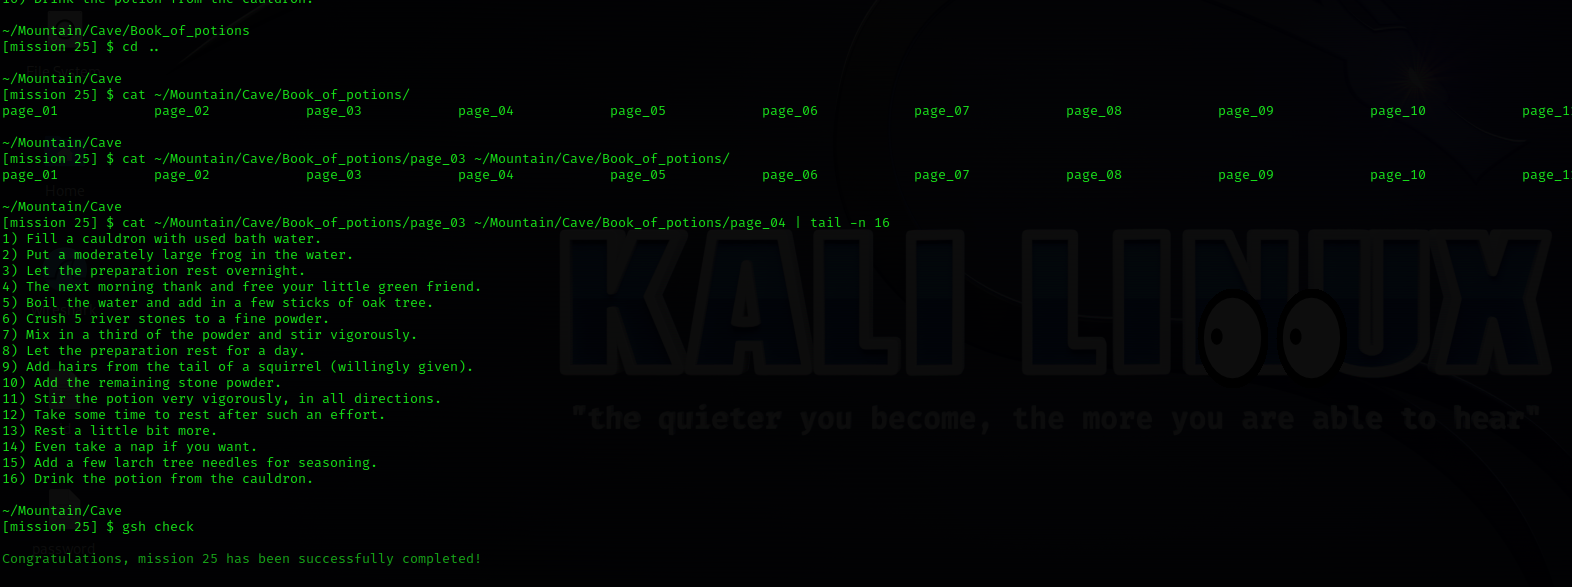 16) Drink the potion from the cauldron.
~/Mountain/Cave/Book_of_potions
[mission 25] $ cd ..
~/Mountain/Cave
[mission 25] $ cat ~/Mountain/Cave/Book_of_potions/
page_01 page_02 page_03 page_04 page_05 page_06 page_07 page_08 page_09 page_10
~/Mountain/Cave
[mission 25] $ cat ~/Mountain/Cave/Book_of_potions/page_03 ~/Mountain/Cave/Book_of_potions/
page_01 page_02 page_03 page_04 page_05 page_06 page_07 page_08 page_09 page_10
Home
~/Mountain/Cave
[mission 25] $ cat ~/Mountain/Cave/Book_of_potions/page_03 ~/Mountain/Cave/Book_of_potions/page_04 | tail -n 16
1) Fill a cauldron with used bath water.
2) Put a moderately large frog in the water.
3) Let the preparation rest overnight.
4) The next morning thank and free your little green friend.
5) Boil the water and add in a few sticks of oak tree.
6) Crush 5 river stones to a fine powder.
7) Mix in a third of the powder and stir vigorously.
8) Let the preparation rest for a day.
9) Add hairs from the tail of a squirrel (willingly given).
10) Add the remaining stone powder.
11) Stir the potion very vigorously, in all directions.
12) Take some time to rest after such an effort.
13) Rest a little bit more.
14) Even take a nap if you want.
15) Add a few larch tree needles for seasoning.
16) Drink the potion from the cauldron.
~/Mountain/Cave
[mission 25] $ gsh check
Congratulations, mission 25 has been successfully completed!
KALI LINUX
"the quieter you become, the more you are able to hear"